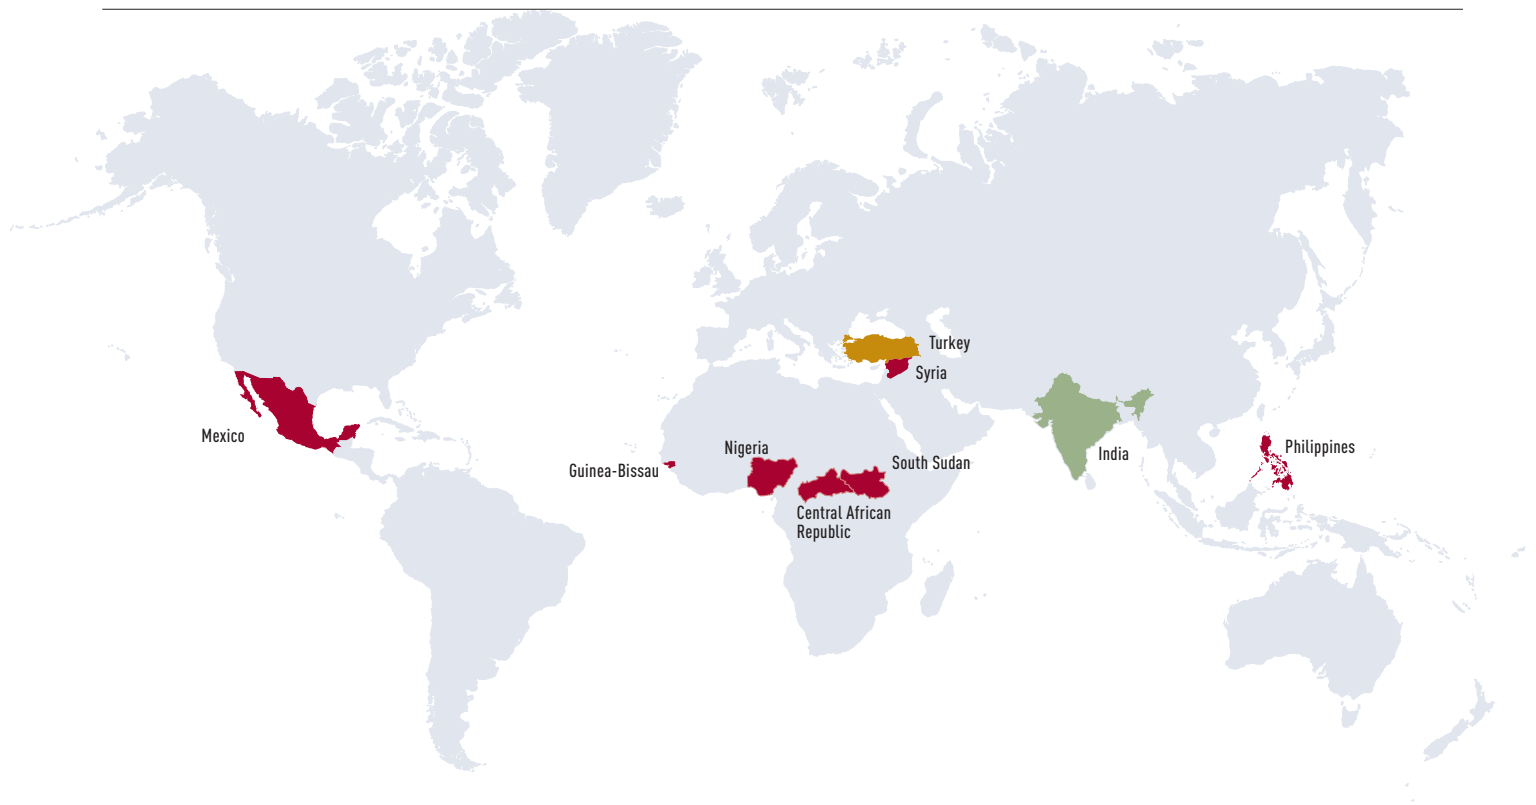 Turkey
Syria
Mexico
Nigeria
Philippines
India
South Sudan
Guinea-Bissau
Central African
Republic